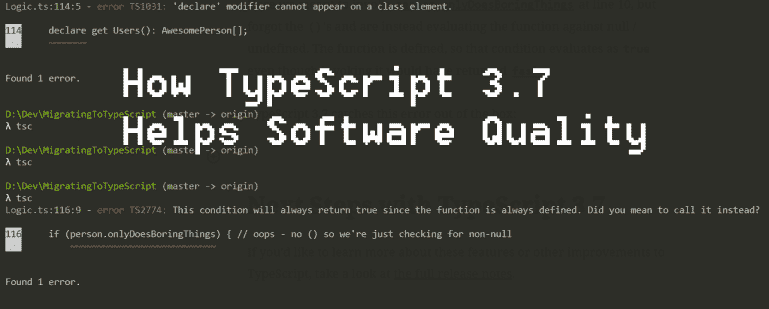 Logic.ts:114:5 - error TS1031: 'declare' modifier cannot appear on a class element.
114 declare get Users(): AwesomePerson[];
~~~~~~~
Found 1 error.
How TypeScript 3.7
Helps Software Quality
D:\Dev\MigratingToTypeScript (master -> origin)
λ tsc
D:\Dev\MigratingToTypeScript (master -> origin)
λ tsc
D:\Dev\MigratingToTypeScript (master -> origin)
λ tsc
Logic.ts:116:9 - error TS2774: This condition will always return true since the function is always defined. Did you mean to call it instead?
116 if (person.onlyDoesBoringThings) { // oops - no () so we're just checking for non-null
~~~~~~~~~~~~~~~~~~~~~~~~~~~
Found 1 error.